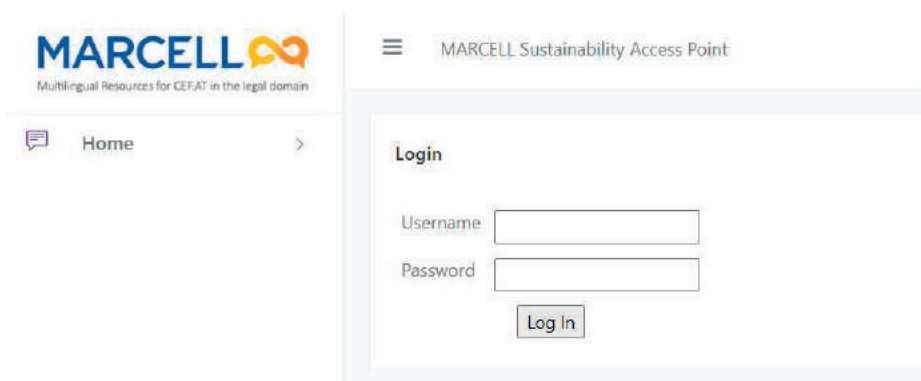 MARCELL
Multilingual Resources for CEF.AT in the legal domain
MARCELL Sustainability Access Point
Home
Login
Username
Password
Log In